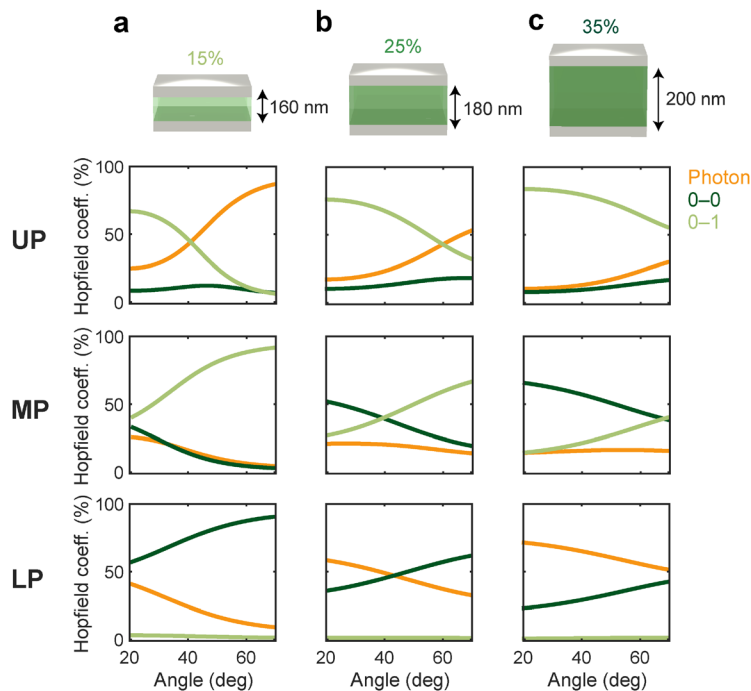 a b c
15% 25% 35%
160 nm 180 nm 200 nm
Photon
0–0
0–1
UP
Hopfield coeff. (%)
100
50
0
MP
Hopfield coeff. (%)
100
50
0
LP
Hopfield coeff. (%)
100
50
0
20 40 60 20 40 60 20 40 60
Angle (deg) Angle (deg) Angle (deg)